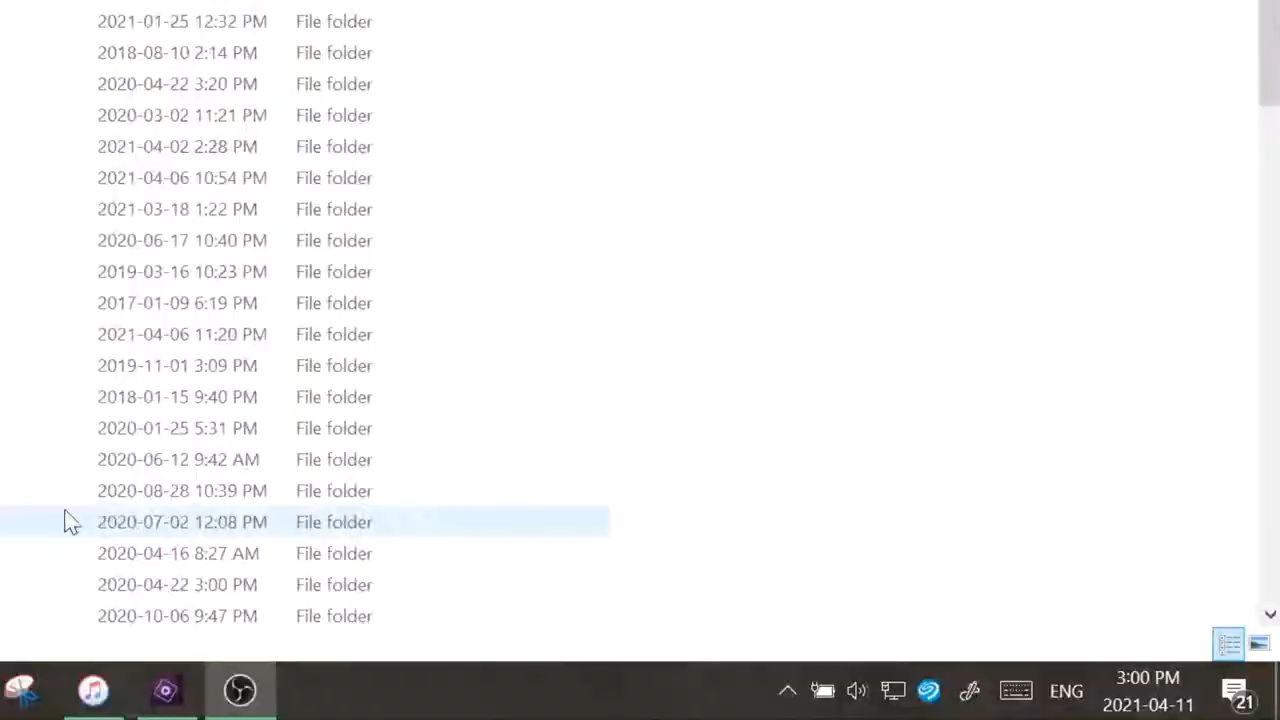 2021-01-25 12:32 PM File folder
2018-08-10 2:14 PM File folder
2020-04-22 3:20 PM File folder
2020-03-02 11:21 PM File folder
2021-04-02 2:28 PM File folder
2021-04-06 10:54 PM File folder
2021-03-18 1:22 PM File folder
2020-06-17 10:40 PM File folder
2019-03-16 10:23 PM File folder
2017-01-09 6:19 PM File folder
2021-04-06 11:20 PM File folder
2019-11-01 3:09 PM File folder
2018-01-15 9:40 PM File folder
2020-01-25 5:31 PM File folder
2020-06-12 9:42 AM File folder
2020-08-28 10:39 PM File folder
2020-07-02 12:08 PM File folder
2020-04-16 8:27 AM File folder
2020-04-22 3:00 PM File folder
2020-10-06 9:47 PM File folder
ENG
3:00 PM
2021-04-11
21